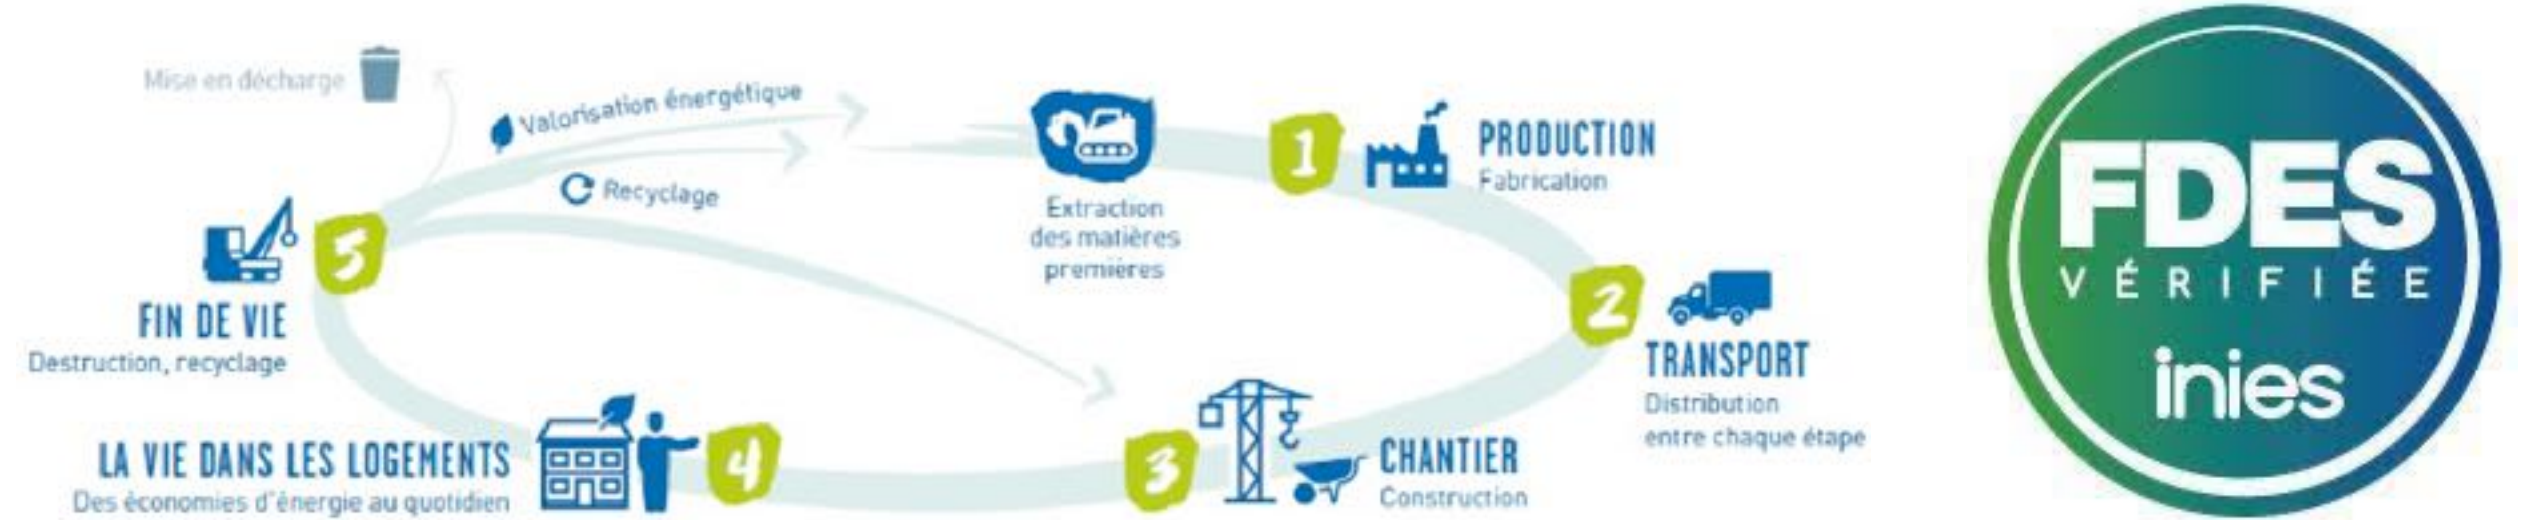 Mise en décharge
Valorisation énergétique
Recyclage
Extraction
des matières
premières
1
PRODUCTION
Fabrication
2
TRANSPORT
Distribution
entre chaque étape
3
CHANTIER
Construction
4
LA VIE DANS LES LOGEMENTS
Des économies d'énergie au quotidien
5
FIN DE VIE
Destruction, recyclage
FDES
VÉRIFIÉE
inies